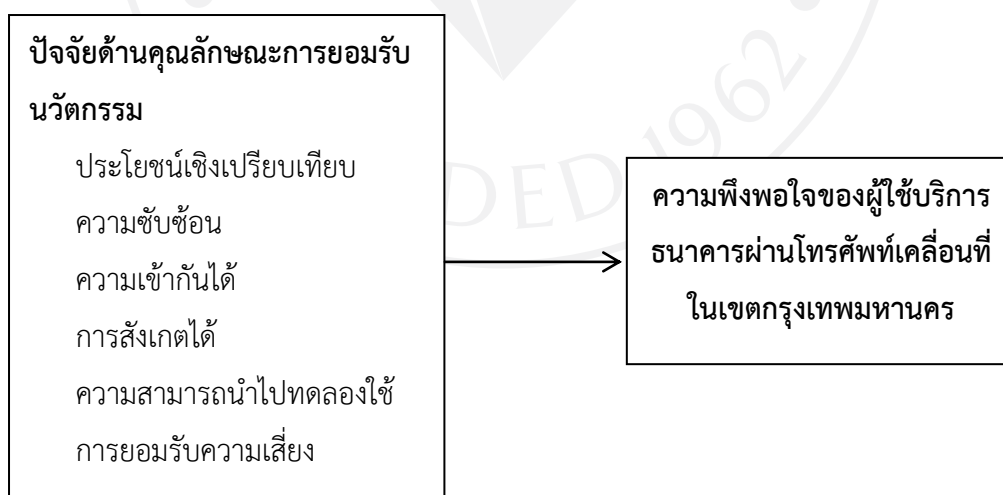 ปัจจัยด้านคุณลักษณะการยอมรับ
นวัตกรรม
ประโยชน์เชิงเปรียบเทียบ
ความซับซ้อน
ความเข้ากันได้
การสังเกตได้
ความสามารถนำไปทดลองใช้
การยอมรับความเสี่ยง
ความพึงพอใจของผู้ใช้บริการ
ธนาคารผ่านโทรศัพท์เคลื่อนที่
ในเขตกรุงเทพมหานคร
DED 1962